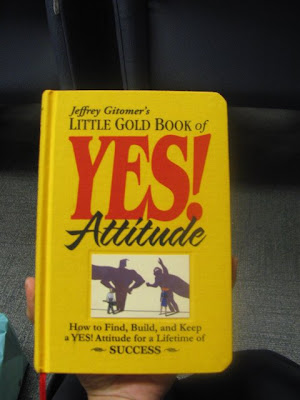 Jeffrey Gitomer's
LITTLE GOLD BOOK of
YES!
Attitude
How to Find, Build, and Keep
a YES! Attitude for a Lifetime of
SUCCESS